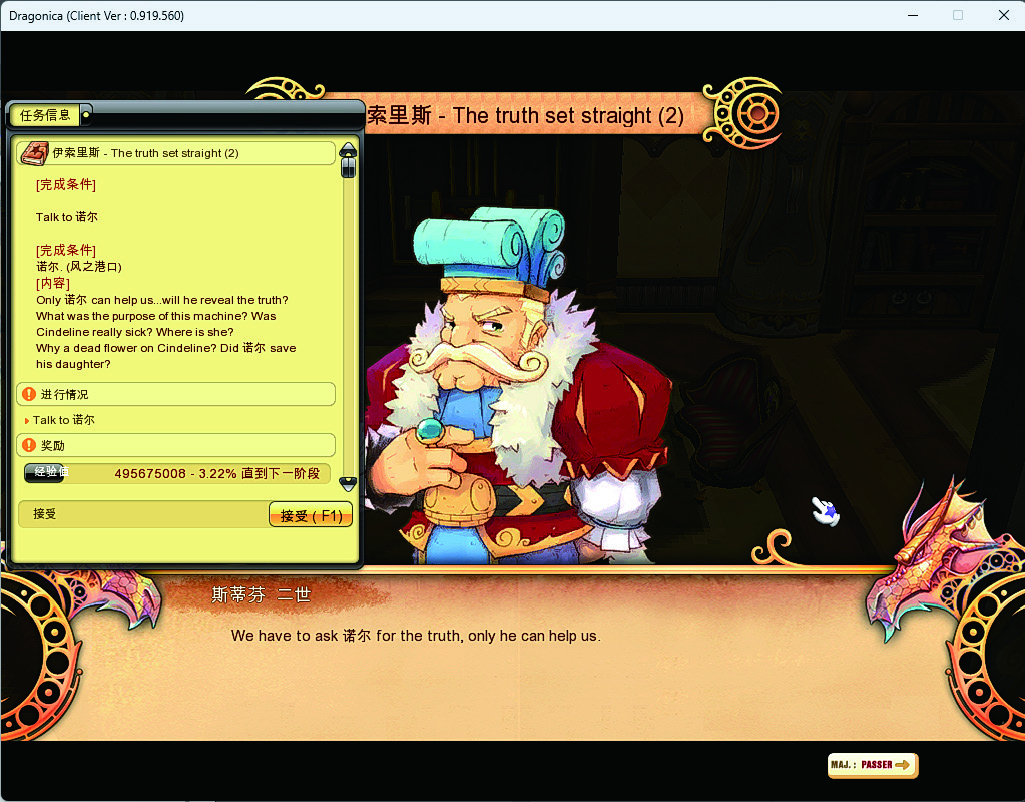 Dragonica (Client Ver : 0.919.560)
索里斯 - The truth set straight (2)
任务信息
伊索里斯 - The truth set straight (2)
[完成条件]
Talk to 诺尔
[完成条件]
诺尔. (风之港口)
[内容]
Only 诺尔 can help us...will he reveal the truth?
What was the purpose of this machine? Was
Cindeline really sick? Where is she?
Why a dead flower on Cindeline? Did 诺尔 save
his daughter?
进行情况
Talk to 诺尔
奖励
经验值 495675008 - 3.22% 直到下一阶段
接受 接受 ( F1)
斯蒂芬 二世
We have to ask 诺尔 for the truth, only he can help us.
MAJ. : PASSER